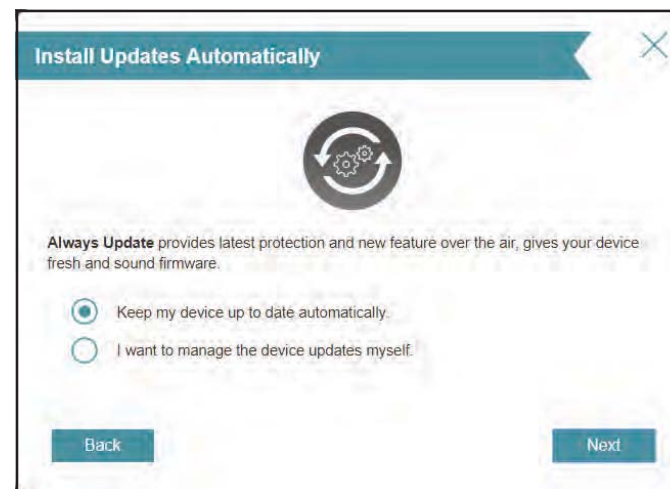 Install Updates Automatically
Always Update provides latest protection and new feature over the air, gives your device
fresh and sound firmware.
Keep my device up to date automatically.
I want to manage the device updates myself.
Back
Next